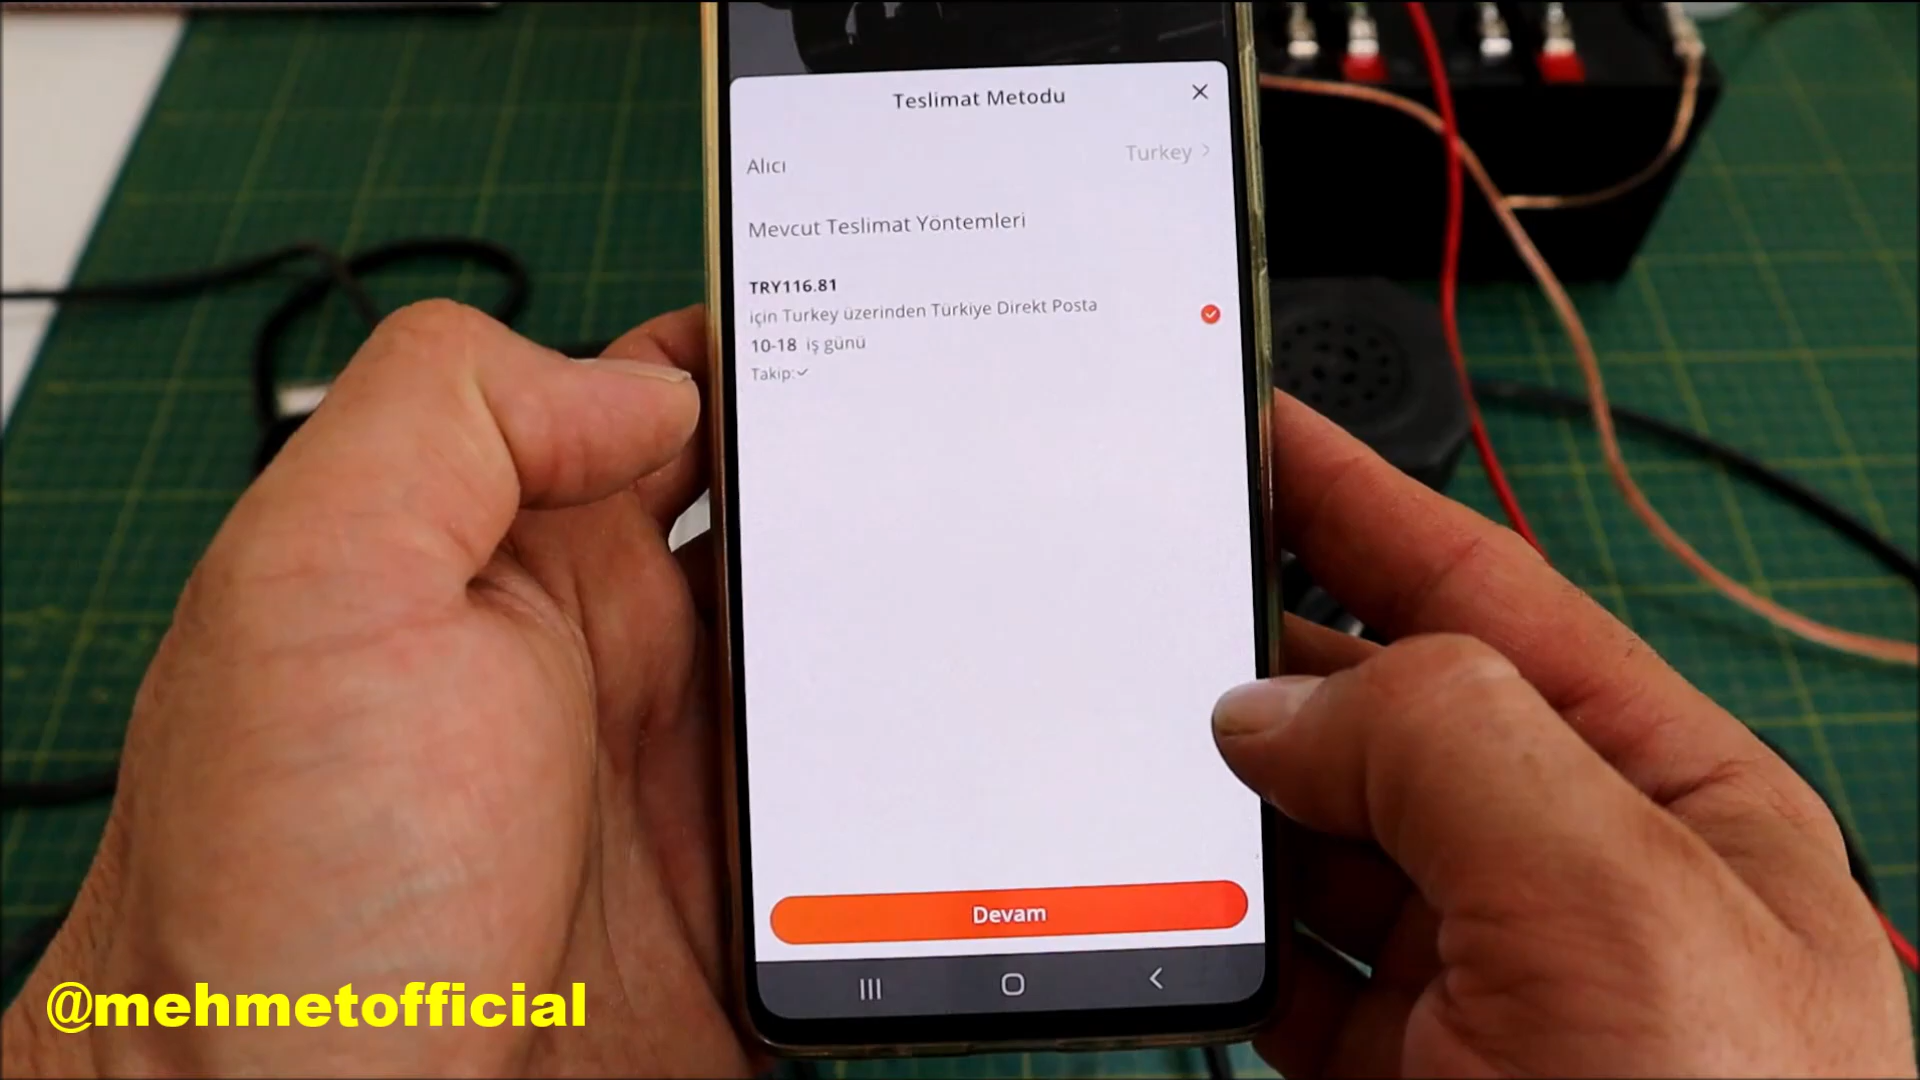 Teslimat Metodu
Alıcı
Turkey
Mevcut Teslimat Yöntemleri
TRY116.81
için Turkey üzerinden Türkiye Direkt Posta
10-18 iş günü
Takip:✓
Devam
@mehmetofficial